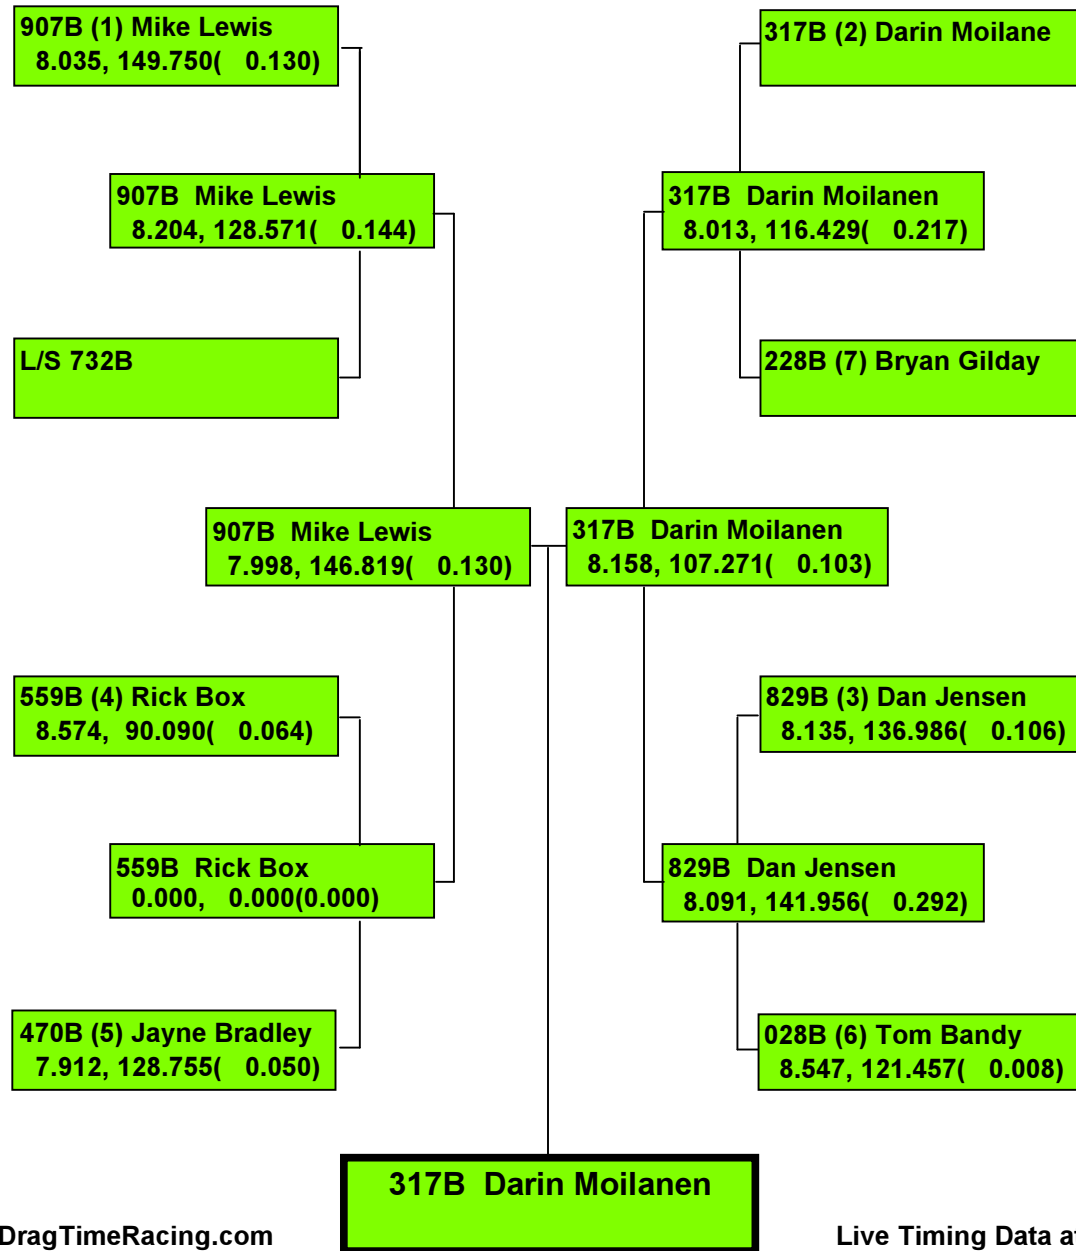 907B (1) Mike Lewis
8.035, 149.750( 0.130)
317B (2) Darin Moilane
907B Mike Lewis
8.204, 128.571( 0.144)
317B Darin Moilanen
8.013, 116.429( 0.217)
L/S 732B
228B (7) Bryan Gilday
907B Mike Lewis
7.998, 146.819( 0.130)
317B Darin Moilanen
8.158, 107.271( 0.103)
559B (4) Rick Box
8.574, 90.090( 0.064)
829B (3) Dan Jensen
8.135, 136.986( 0.106)
559B Rick Box
0.000, 0.000(0.000)
829B Dan Jensen
8.091, 141.956( 0.292)
470B (5) Jayne Bradley
7.912, 128.755( 0.050)
028B (6) Tom Bandy
8.547, 121.457( 0.008)
317B Darin Moilanen
DragTimeRacing.com
Live Timing Data at